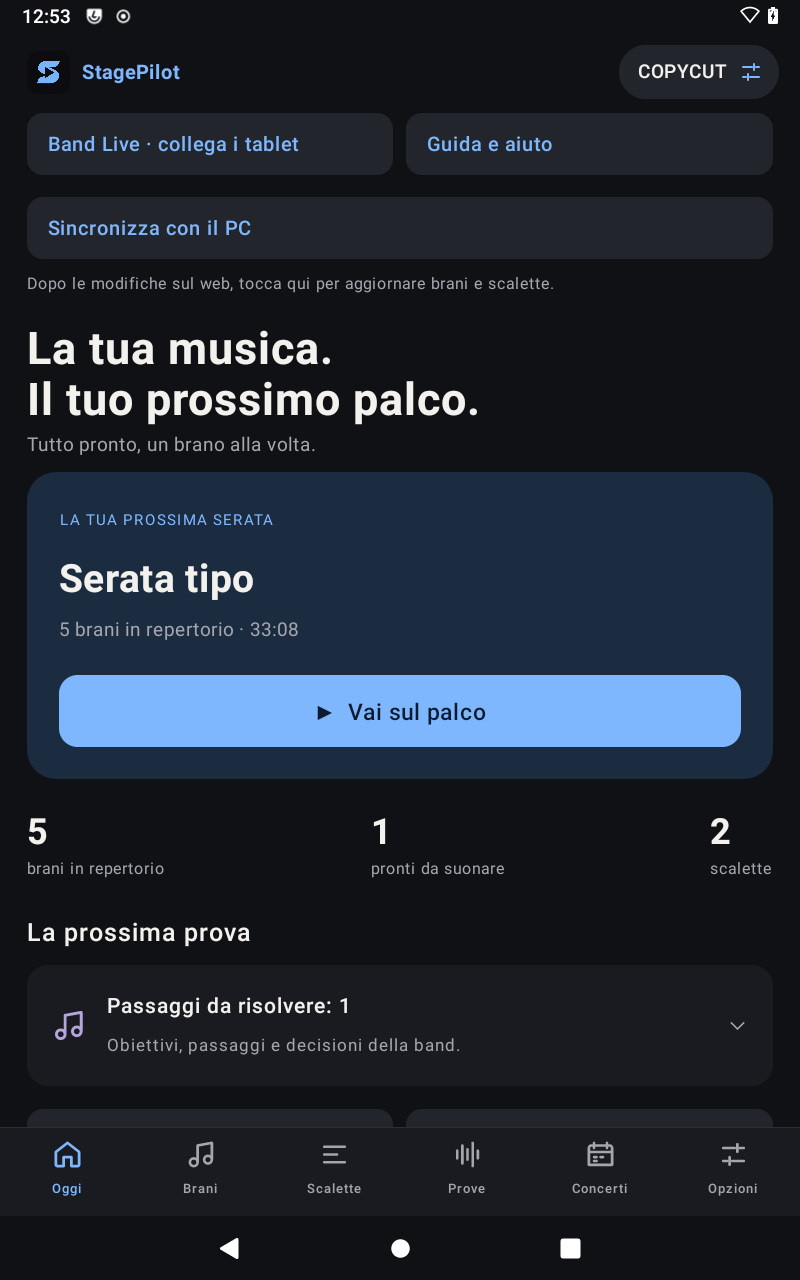 12:53
StagePilot
COPYCUT
Band Live · collega i tablet
Guida e aiuto
Sincronizza con il PC
Dopo le modifiche sul web, tocca qui per aggiornare brani e scalette.
La tua musica.
Il tuo prossimo palco.
Tutto pronto, un brano alla volta.
LA TUA PROSSIMA SERATA
Serata tipo
5 brani in repertorio · 33:08
► Vai sul palco
5
brani in repertorio
1
pronti da suonare
2
scalette
La prossima prova
Passaggi da risolvere: 1
Obiettivi, passaggi e decisioni della band.
Oggi
Brani
Scalette
Prove
Concerti
Opzioni